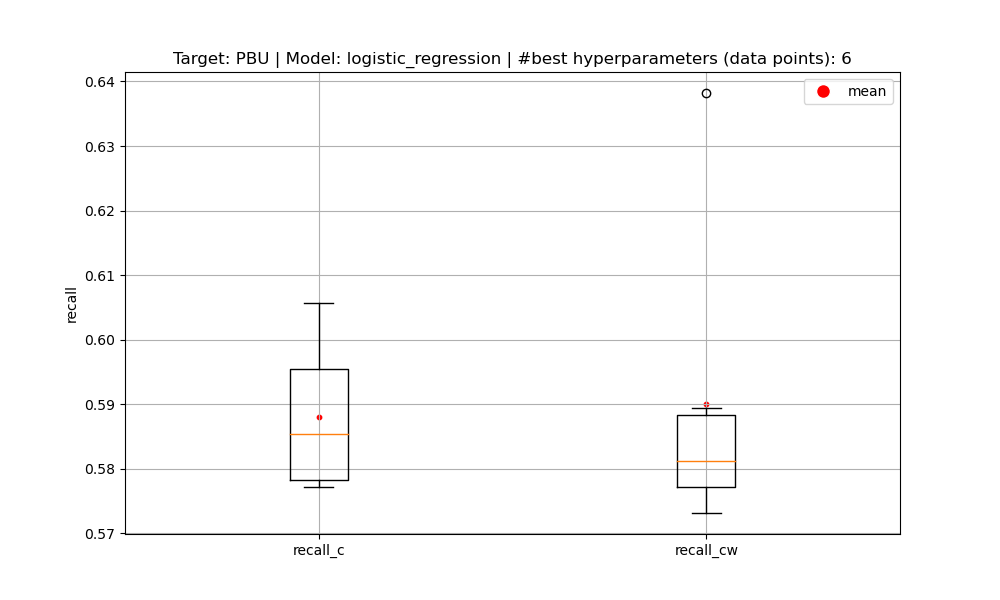 Target: PBU | Model: logistic_regression | #best hyperparameters (data points): 6
mean
0.64
0.63
0.62
0.61
0.60
0.59
0.58
0.57
recall
recall_c
recall_cw